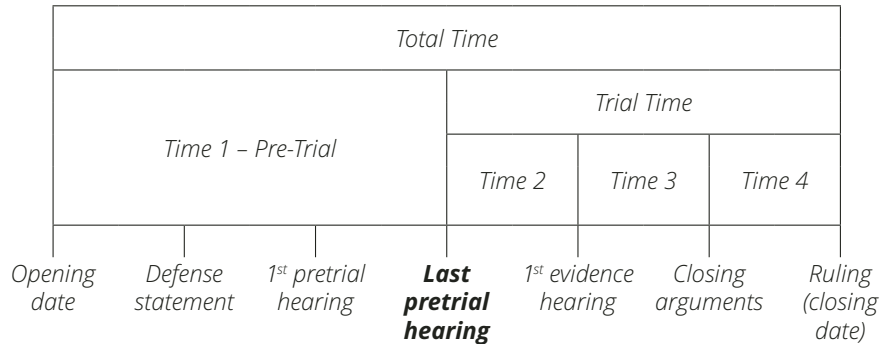 Total Time
Trial Time
Time 1 – Pre-Trial
Time 2
Time 3
Time 4
Opening
date
Defense
statement
1st pretrial
hearing
Last
pretrial
hearing
1st evidence
hearing
Closing
arguments
Ruling
(closing
date)